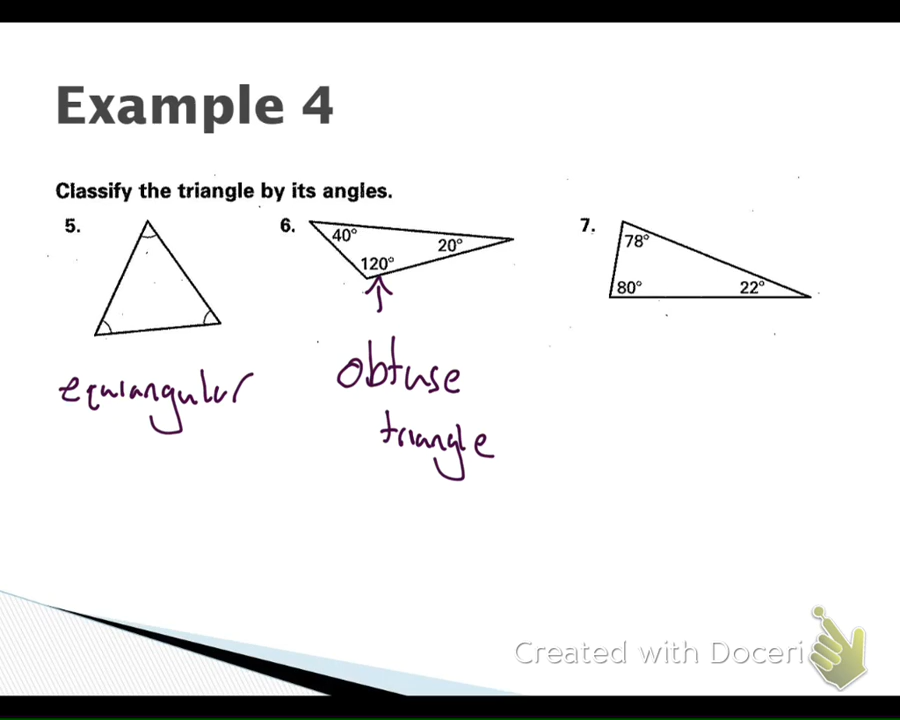 Example 4
Classify the triangle by its angles.
5.
6.
40°
20°
120°
7.
78°
80°
22°
equiangular
obtuse
triangle
Created with Doceri